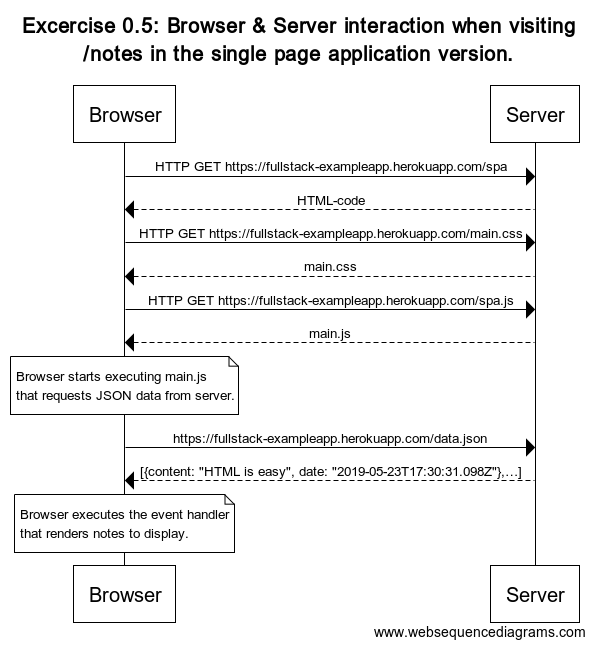 Excercise 0.5: Browser & Server interaction when visiting
/notes in the single page application version.
Browser
Server
HTTP GET https://fullstack-exampleapp.herokuapp.com/spa
HTML-code
HTTP GET https://fullstack-exampleapp.herokuapp.com/main.css
main.css
HTTP GET https://fullstack-exampleapp.herokuapp.com/spa.js
main.js
Browser starts executing main.js
that requests JSON data from server.
https://fullstack-exampleapp.herokuapp.com/data.json
[{content: "HTML is easy", date: "2019-05-23T17:30:31.098Z"},…]
Browser executes the event handler
that renders notes to display.
Browser
Server
www.websequencediagrams.com